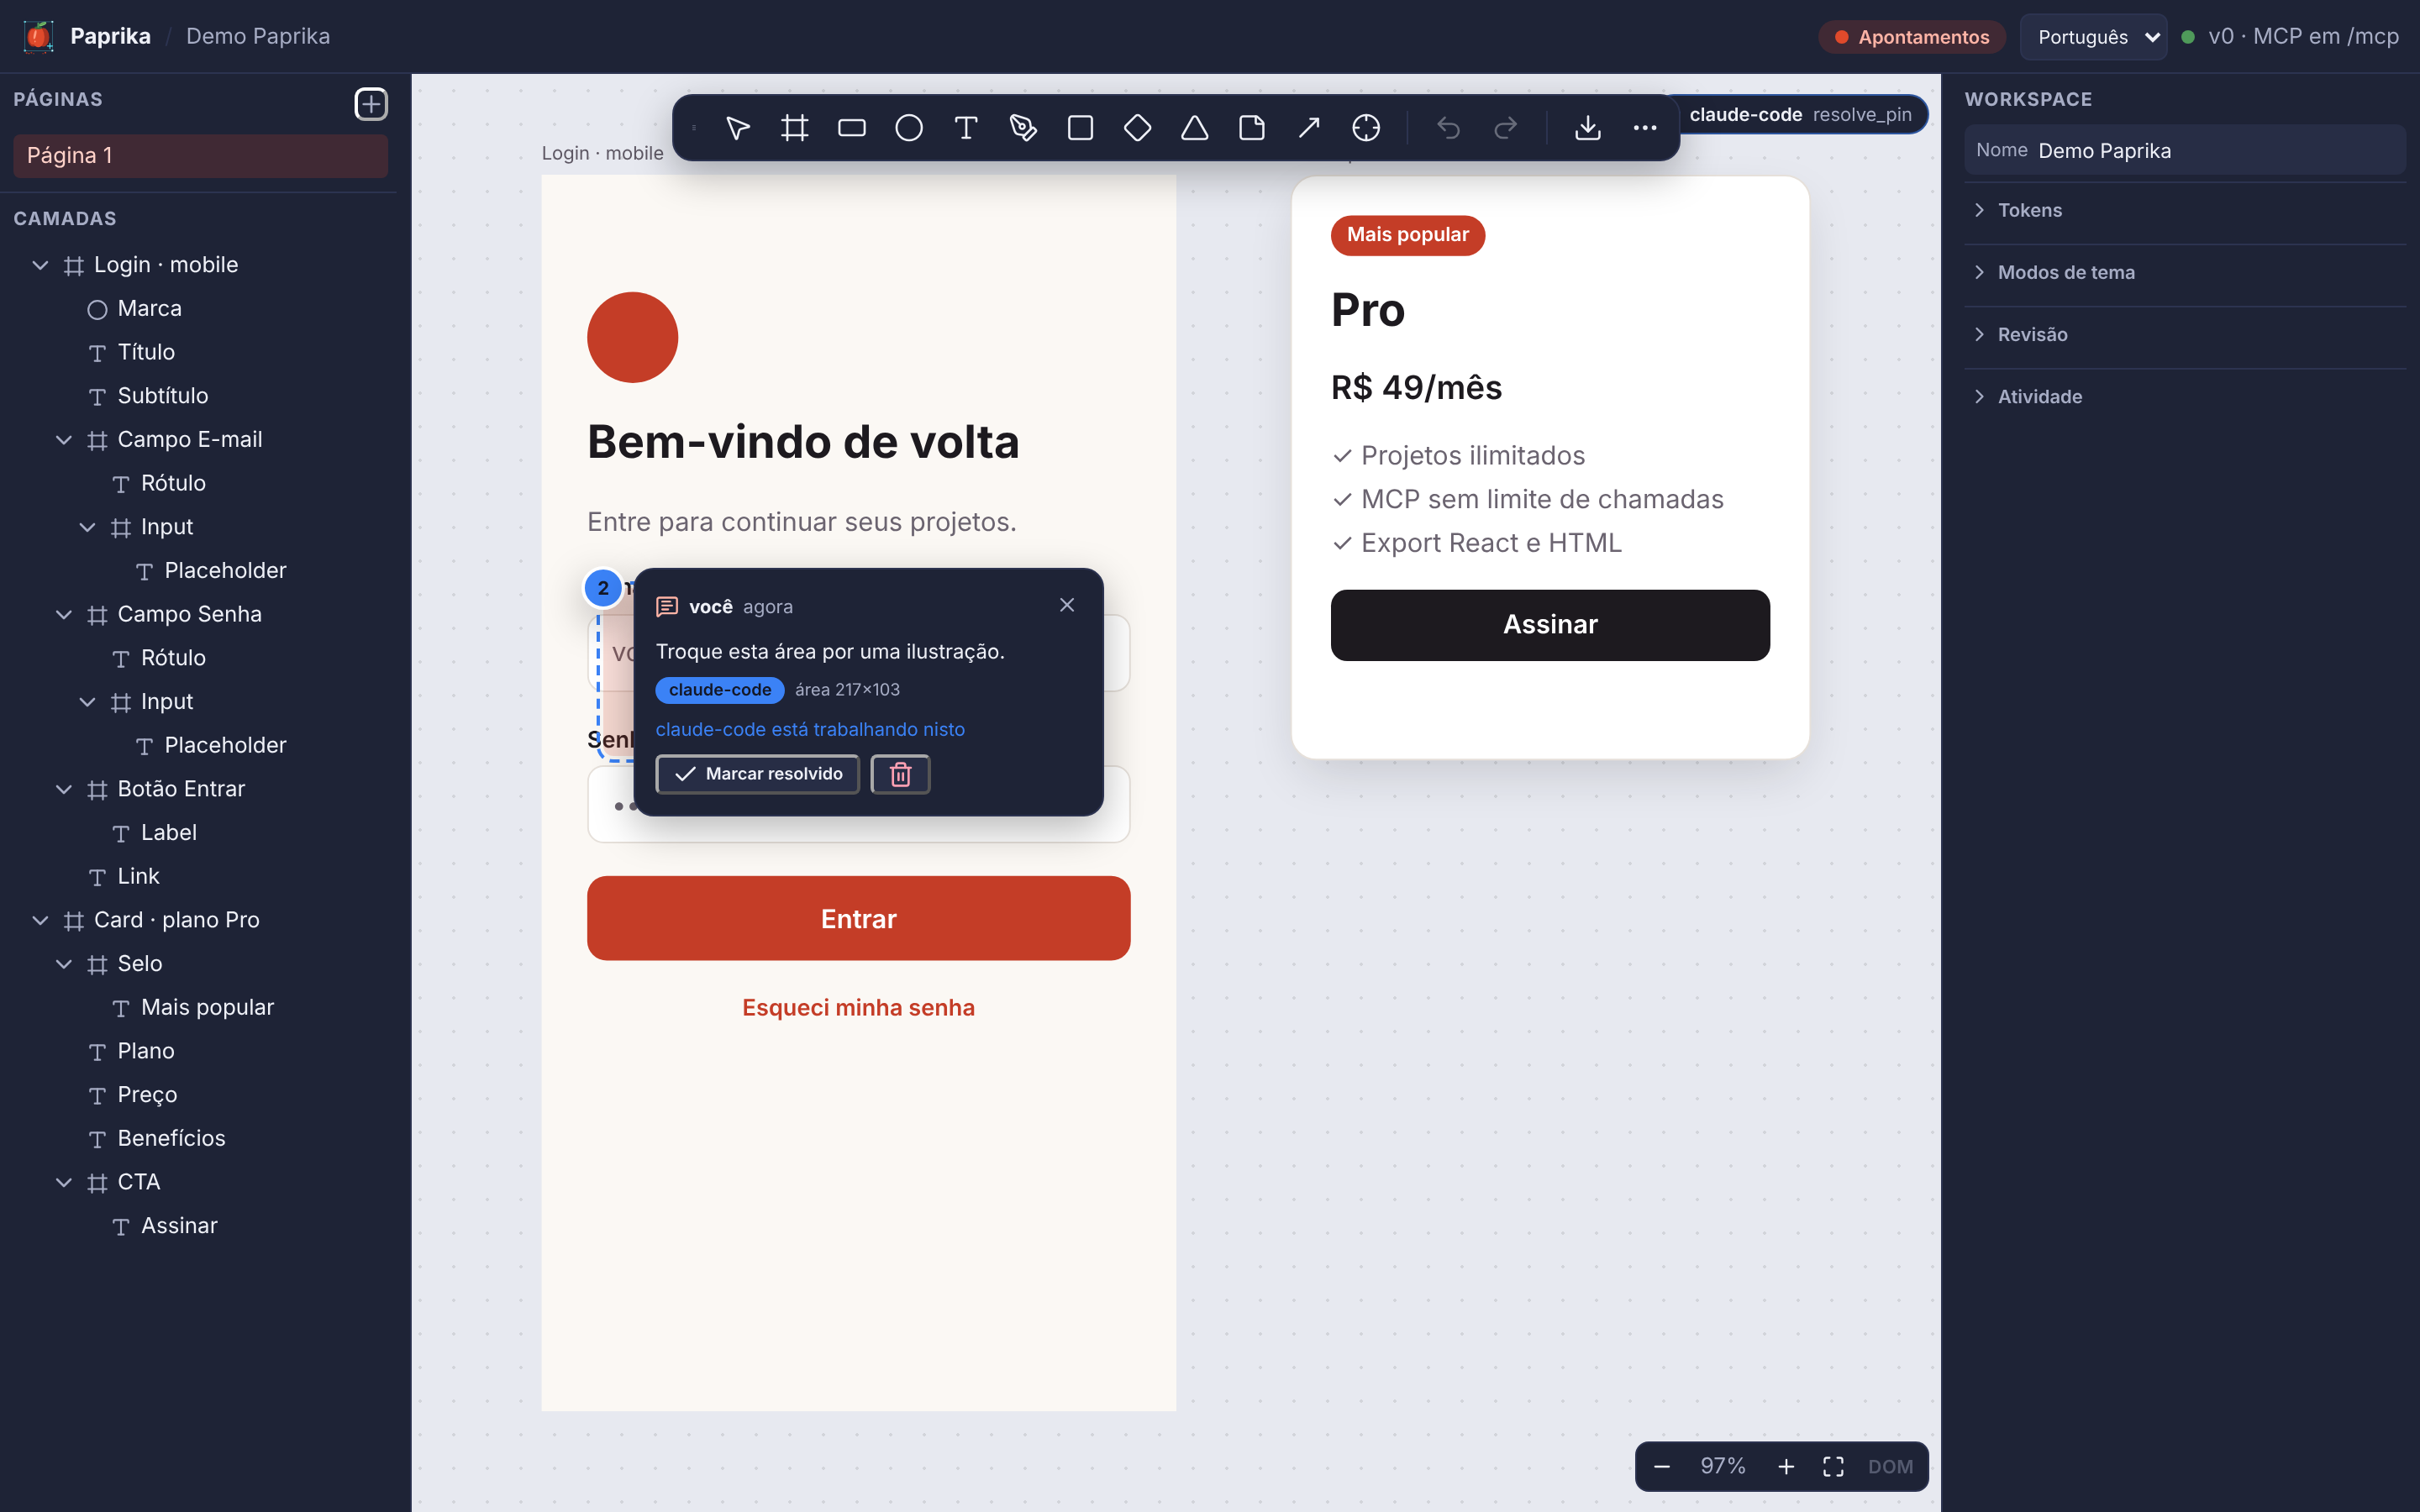 Paprika / Demo Paprika
Apontamentos
Português
v0 · MCP em /mcp
PÁGINAS
Página 1
CAMADAS
Login · mobile
Marca
Título
Subtítulo
Campo E-mail
Rótulo
Input
Placeholder
Campo Senha
Rótulo
Input
Placeholder
Botão Entrar
Label
Link
Card · plano Pro
Selo
Mais popular
Plano
Preço
Benefícios
CTA
Assinar
claude-code resolve_pin
Login · mobile
Bem-vindo de volta
Entre para continuar seus projetos.
2
você agora
Troque esta área por uma ilustração.
claude-code área 217×103
claude-code está trabalhando nisto
Marcar resolvido
Entrar
Esqueci minha senha
Mais popular
Pro
R$ 49/mês
✓ Projetos ilimitados
✓ MCP sem limite de chamadas
✓ Export React e HTML
Assinar
97%
DOM
WORKSPACE
Nome Demo Paprika
Tokens
Modos de tema
Revisão
Atividade